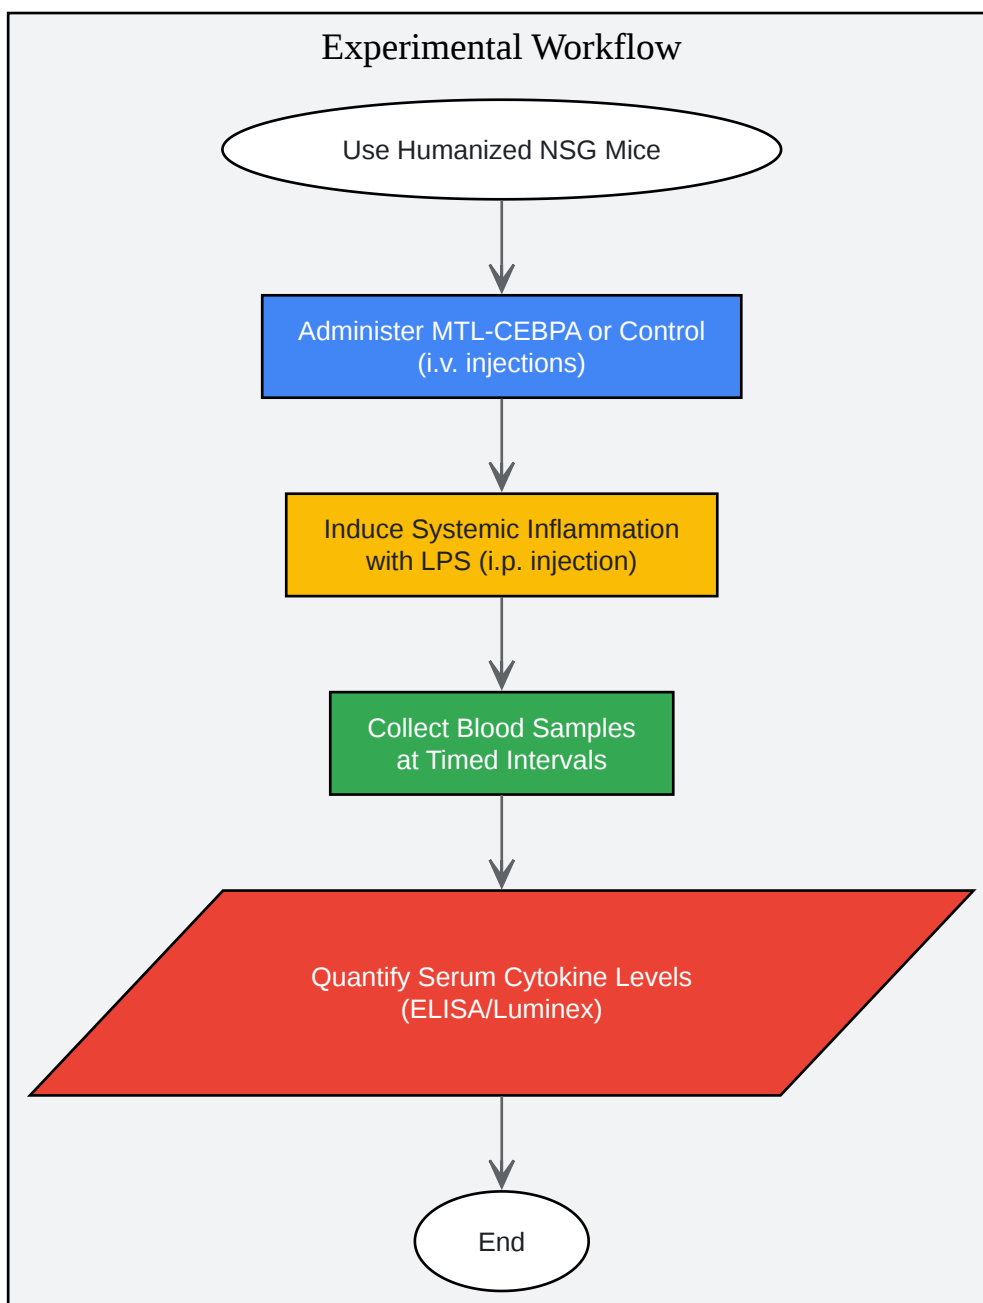 Experimental Workflow
Use Humanized NSG Mice
Administer MTL-CEBPA or Control
(i.v. injections)
Induce Systemic Inflammation
with LPS (i.p. injection)
Collect Blood Samples
at Timed Intervals
Quantify Serum Cytokine Levels
(ELISA/Luminex)
End